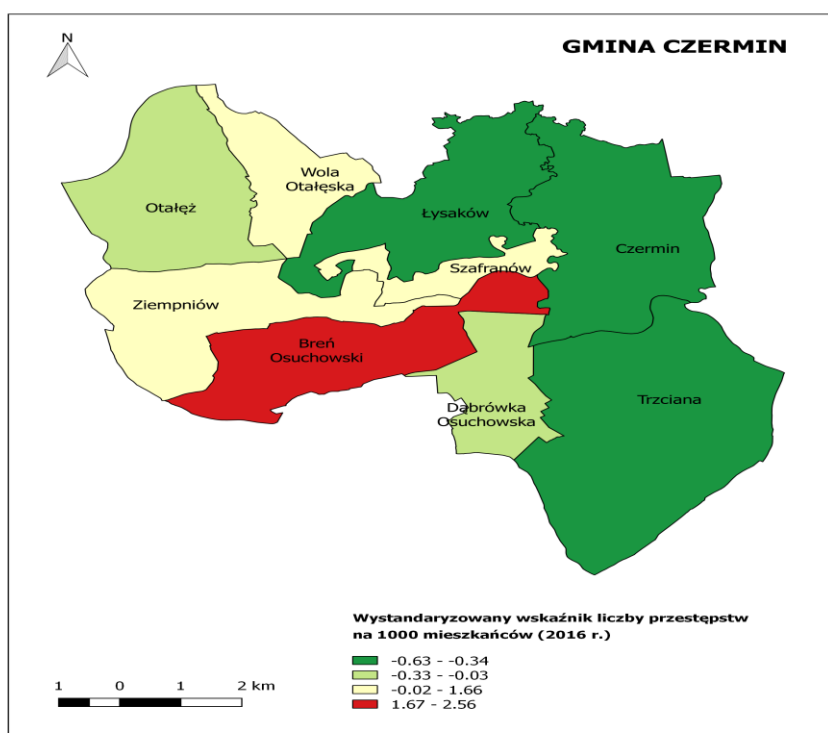 N
GMINA CZERMIN
Wola
Otałęska
Otałęż
Łysaków
Czermin
Szafranów
Ziempniów
Breń
Osuchowski
Dąbrówka
Osuchowska
Trzciana
Wystandaryzowany wskaźnik liczby przestępstw
na 1000 mieszkańców (2016 r.)
-0.63 - -0.34
-0.33 - -0.03
-0.02 - 1.66
1.67 - 2.56
1 0 1 2 km